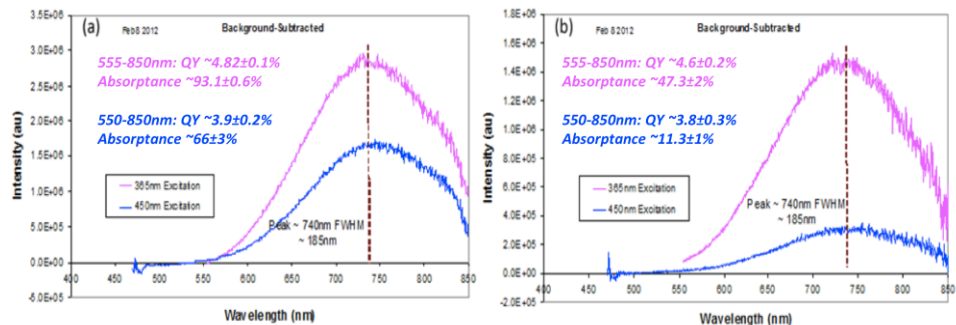 (a)
Feb 8 2012
Background-Subtracted
555-850nm: QY ~4.82±0.1%
Absorptance ~93.1±0.6%
550-850nm: QY ~3.9±0.2%
Absorptance ~66±3%
365nm Excitation
450nm Excitation
Peak ~ 740nm FWHM
~ 185nm
Intensity (au)
3.5E+06
3.0E+06
2.5E+06
2.0E+06
1.5E+06
1.0E+06
5.0E+05
0.0E+00
-5.0E+05
400 450 500 550 600 650 700 750 800 850
Wavelength (nm)
(b)
Feb 8 2012
Background-Subtracted
555-850nm: QY ~4.6±0.2%
Absorptance ~47.3±2%
550-850nm: QY ~3.8±0.3%
Absorptance ~11.3±1%
365nm Excitation
450nm Excitation
Peak ~ 740nm FWHM
~ 185nm
Intensity (au)
1.8E+06
1.6E+06
1.4E+06
1.2E+06
1.0E+06
8.0E+05
6.0E+05
4.0E+05
2.0E+05
0.0E+00
-2.0E+05
400 450 500 550 600 650 700 750 800 850
Wavelength (nm)